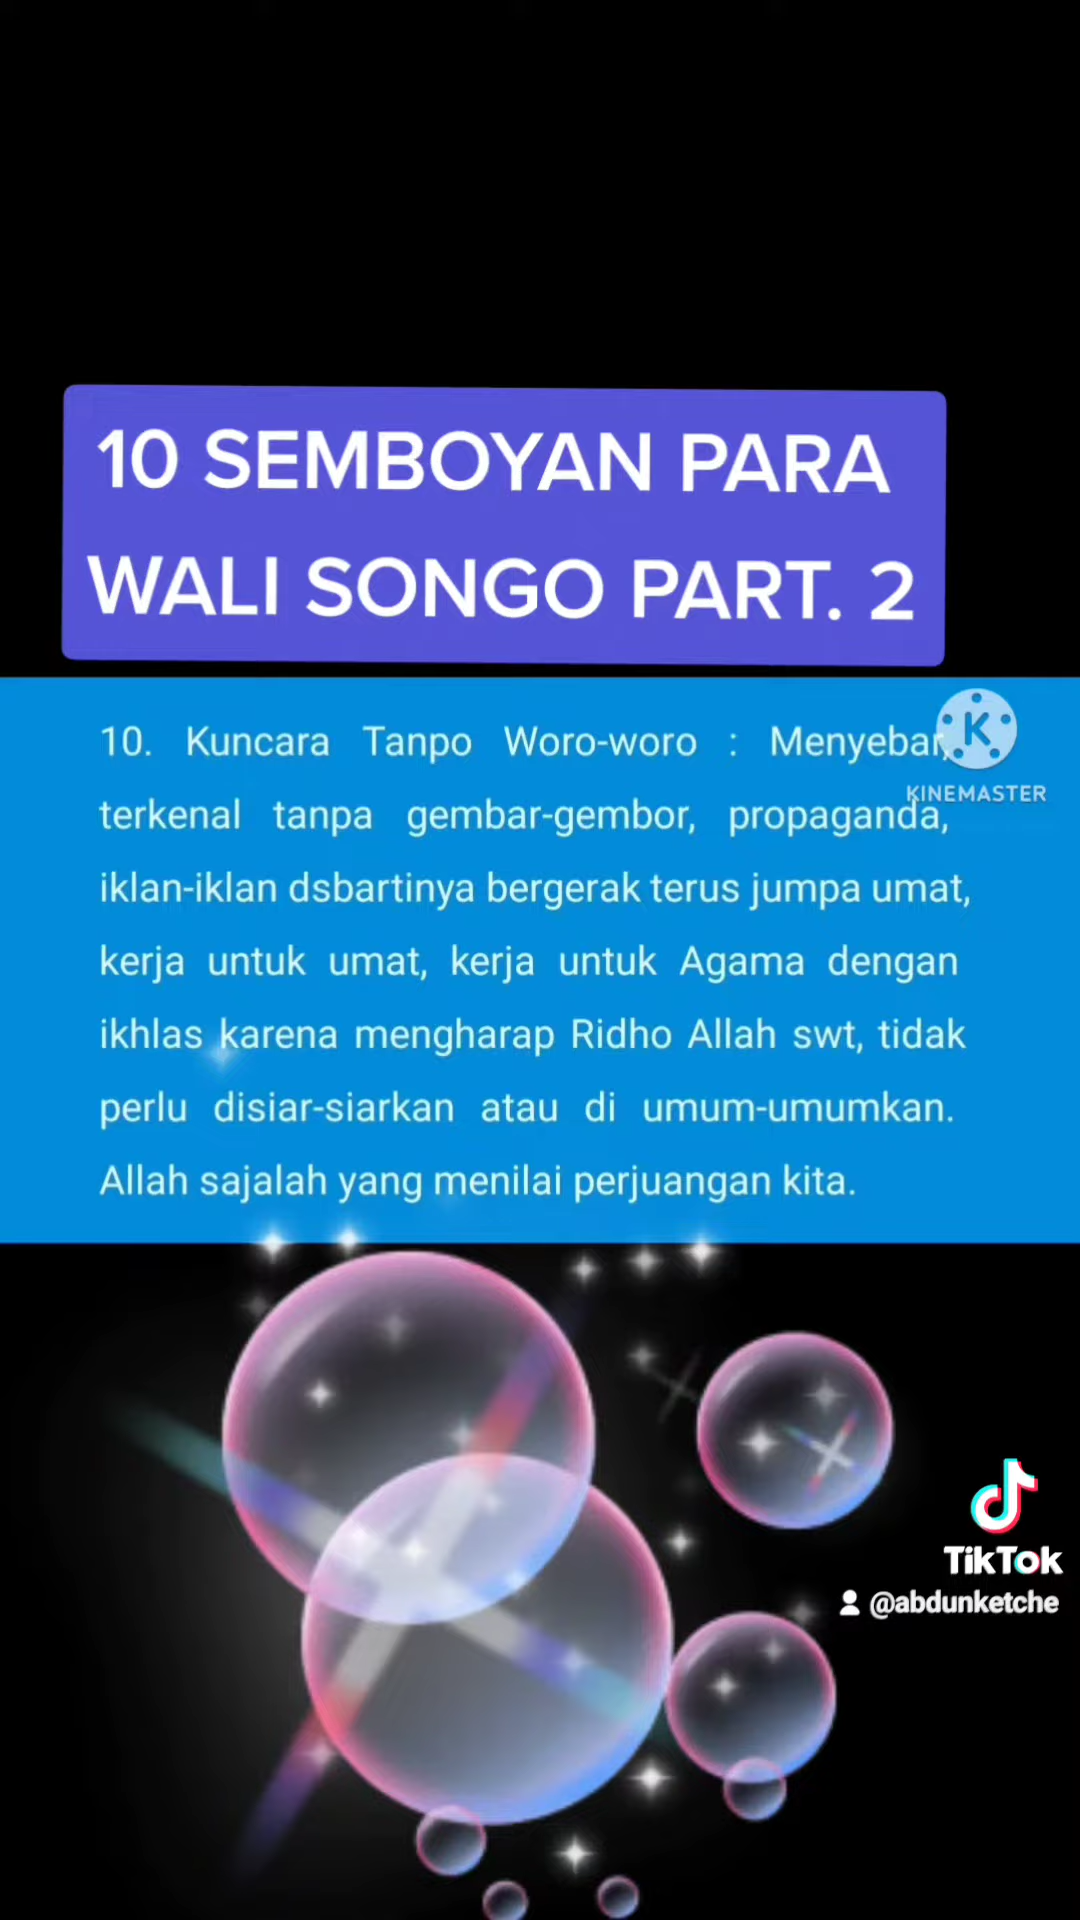 10 SEMBOYAN PARA
WALI SONGO PART. 2
10. Kuncara Tanpo Woro-woro : Menyebar,
KINEMASTER
terkenal tanpa gembar-gembor, propaganda,
iklan-iklan dsbartinya bergerak terus jumpa umat,
kerja untuk umat, kerja untuk Agama dengan
ikhlas karena mengharap Ridho Allah swt, tidak
perlu disiar-siarkan atau di umum-umumkan.
Allah sajalah yang menilai perjuangan kita.
TikTok
@abdunketche